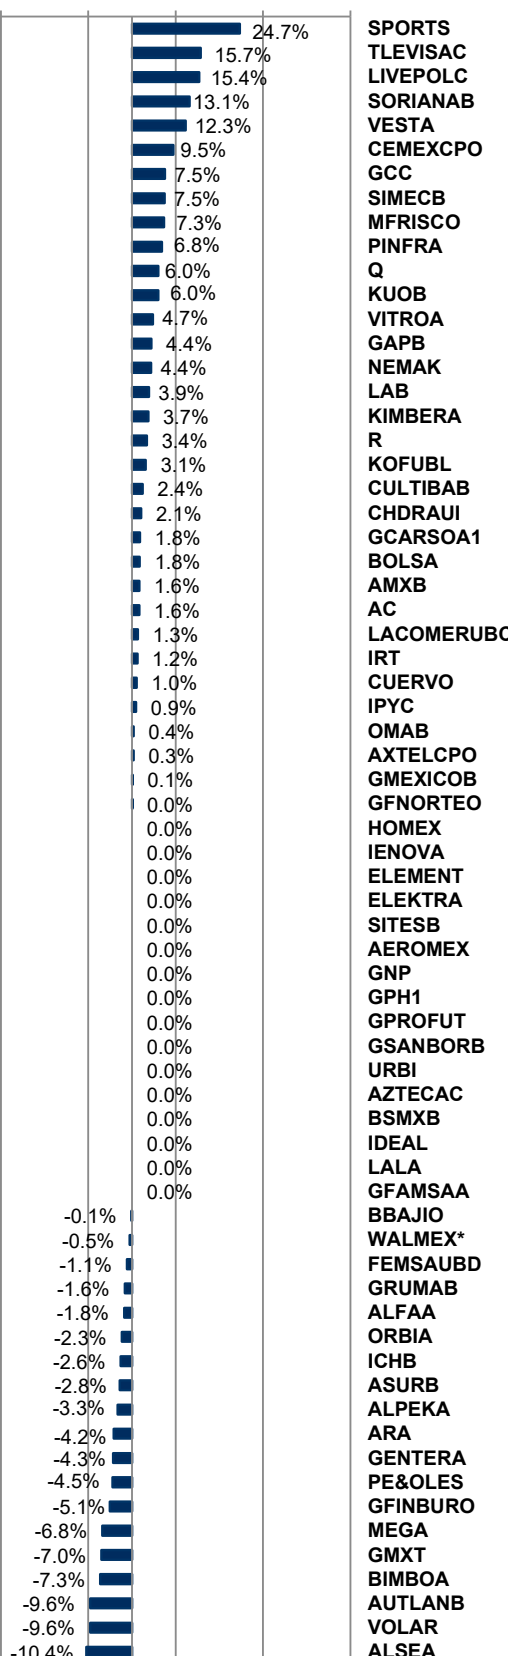 24.7% SPORTS
15.7% TLEVISAC
15.4% LIVEPOLC
13.1% SORIANAB
12.3% VESTA
9.5% CEMEXCPO
7.5% GCC
7.5% SIMECB
7.3% MFRISCO
6.8% PINFRA
6.0% Q
6.0% KUOB
4.7% VITROA
4.4% GAPB
4.4% NEMAK
3.9% LAB
3.7% KIMBERA
3.4% R
3.1% KOFUBL
2.4% CULTIBAB
2.1% CHDRAUI
1.8% GCARSOA1
1.8% BOLSA
1.6% AMXB
1.6% AC
1.3% LACOMERUBC
1.2% IRT
1.0% CUERVO
0.9% IPYC
0.4% OMAB
0.3% AXTELCPO
0.1% GMEXICOB
0.0% GFNORTEO
0.0% HOMEX
0.0% IENOVA
0.0% ELEMENT
0.0% ELEKTRA
0.0% SITESB
0.0% AEROMEX
0.0% GNP
0.0% GPH1
0.0% GPROFUT
0.0% GSANBORB
0.0% URBI
0.0% AZTECAC
0.0% BSMXB
0.0% IDEAL
0.0% LALA
0.0% GFAMSAA
-0.1% BBAJIO
-0.5% WALMEX*
-1.1% FEMSAUBD
-1.6% GRUMAB
-1.8% ALFAA
-2.3% ORBIA
-2.6% ICHB
-2.8% ASURB
-3.3% ALPEKA
-4.2% ARA
-4.3% GENTERA
-4.5% PE&OLES
-5.1% GFINBURO
-6.8% MEGA
-7.0% GMXT
-7.3% BIMBOA
-9.6% AUTLANB
-9.6% VOLAR
-10.4% ALSEA